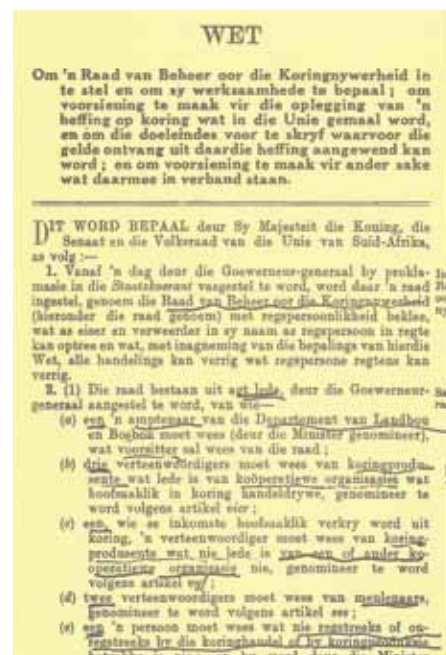 WET
Om 'n Raad van Beheer oor die Koringnywerheid in
te stel en om sy werksaamhede te bepaal; om
voorsiening te maak vir die oplegging van 'n
heffing op koring wat in die Unie gemaal word,
en om die doeleindes voor te skryf waarvoor die
gelde ontvang uit daardie heffing aangewend kan
word; en om voorsiening te maak vir ander sake
wat daarmee in verband staan.
DIT WORD BEPAAL deur Sy Majesteit die Koning, die
Senaat en die Volksraad van die Unie van Suid-Afrika,
as volg:—
1. Vanaf 'n dag deur die Goewerneur-generaal by prokla-
masie in die Staatskoerant vasgestel te word, word daar 'n raad
ingestel, genoem die Raad van Beheer oor die Koringnywerheid
(hieronder die raad genoem) met regspersoonlikheid beklee,
wat as eiser en verweerder in sy naam as regspersoon in regte
kan optree en wat, met inagneming van die bepalings van hierdie
Wet, alle handelings kan verrig wat regspersone regtens kan
verrig.
2. (1) Die raad bestaan uit agt lede, deur die Goewerneur-
generaal aangestel te word, van wie—
(a) een 'n amptenaar van die Departement van Landbou
en Bosbou moet wees (deur die Minister genomineer),
wat voorsitter sal wees van die raad;
(b) drie verteenwoordigers moet wees van koringprodu-
sente wat lede is van koöperatiewe organisasies wat
hoofsaaklik in koring handeldrywe, genomineer te
word volgens artikel vier;
(c) een, wie se inkomste hoofsaaklik verkry word uit
koring, 'n verteenwoordiger moet wees van koring-
produsente wat nie lede is van een of ander ko-
operatiewe organisasie nie, genomineer te word
volgens artikel vyf;
(d) twee verteenwoordigers moet wees van meulenaars,
genomineer te word volgens artikel ses;
(e) een 'n persoon moet wees wat nie regstreeks of on-
regstreeks by die koringhandel of by koringproduksie